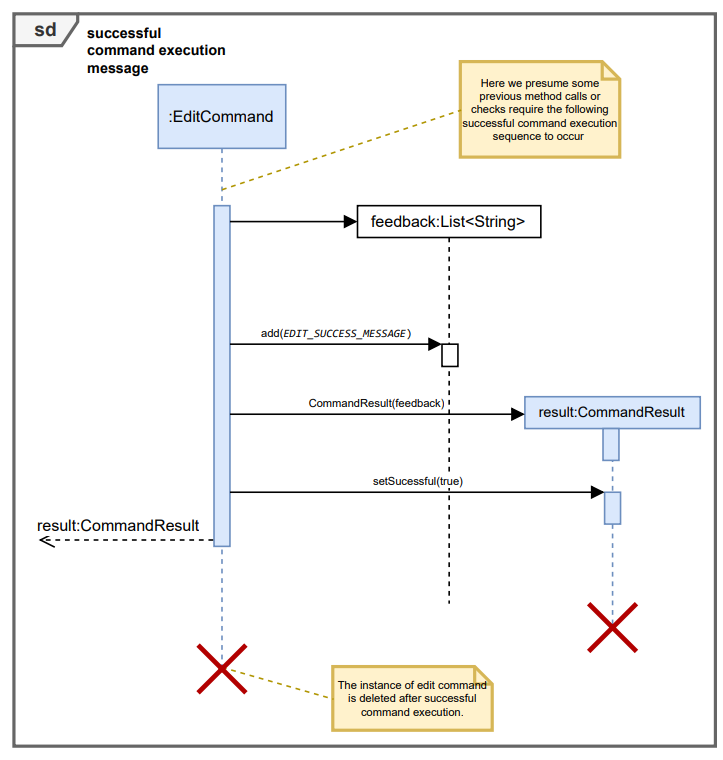 sd
successful
command execution
message
:EditCommand
Here we presume some
previous method calls or
checks require the following
successful command execution
sequence to occur
feedback:List<String>
add(EDIT_SUCCESS_MESSAGE)
CommandResult(feedback)
result:CommandResult
setSucessful(true)
result:CommandResult
The instance of edit command
is deleted after successful
command execution.